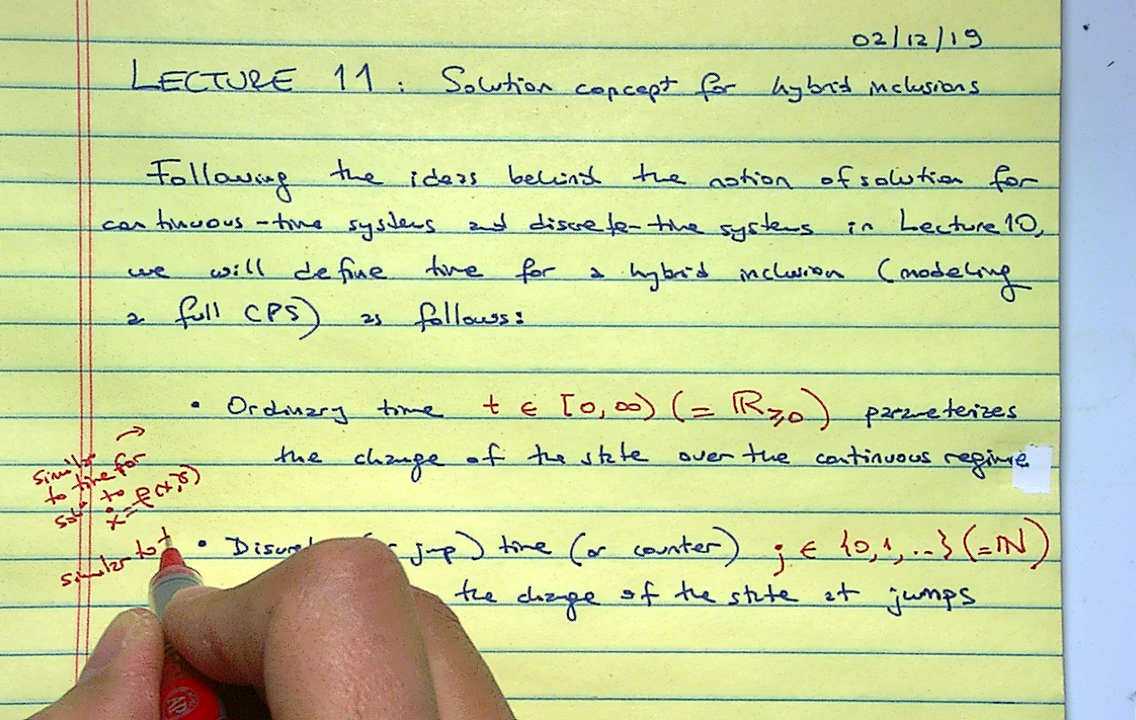 02/12/19
LECTURE 11 : Solution concept for hybrid inclusions
Following the ideas behind the notion of solution for
continuous-time systems and discrete-time systems in Lecture 10,
we will define time for a hybrid inclusion (modeling
a full CPS) as follows:
• Ordinary time t ∈ [0,∞) (= ℝ≥0) parameterizes
the change of the state over the continuous regime
similar
to time for
sol. to
similar to
• time (or counter) j ∈ {0,1,...} (=ℕ)
jump)
the change of the state at jumps